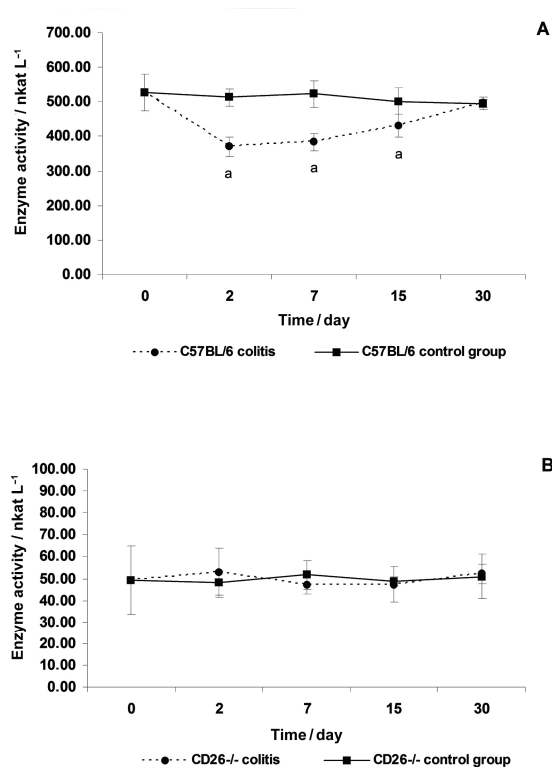 A
Enzyme activity / nkat L⁻¹
700.00
600.00
500.00
400.00
300.00
200.00
100.00
0.00
a
a
a
0 2 7 15 30
Time / day
C57BL/6 colitis C57BL/6 control group
B
Enzyme activity / nkat L⁻¹
100.00
90.00
80.00
70.00
60.00
50.00
40.00
30.00
20.00
10.00
0.00
0 2 7 15 30
Time / day
CD26-/- colitis CD26-/- control group